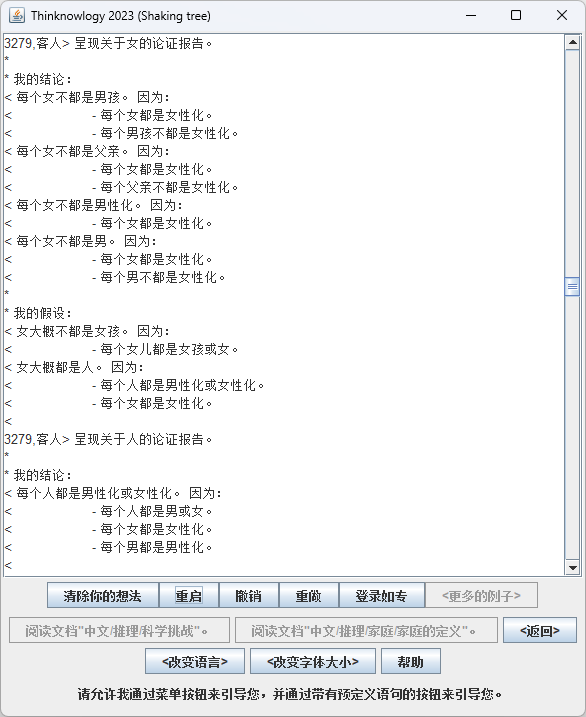 Thinknowlogy 2023 (Shaking tree)
3279,客人> 呈现关于女的论证报告。
*
* 我的结论：
< 每个女不都是男孩。 因为：
< - 每个女都是女性化。
< - 每个男孩不都是女性化。
< 每个女不都是父亲。 因为：
< - 每个女都是女性化。
< - 每个父亲不都是女性化。
< 每个女不都是男性化。 因为：
< - 每个女都是女性化。
< 每个女不都是男。 因为：
< - 每个女都是女性化。
< - 每个男不都是女性化。
*
* 我的假设：
< 女大概不都是女孩。 因为：
< - 每个女儿都是女孩或女。
< 女大概都是人。 因为：
< - 每个人都是男性化或女性化。
< - 每个女都是女性化。
<
3279,客人> 呈现关于人的论证报告。
*
* 我的结论：
< 每个人都是男性化或女性化。 因为：
< - 每个人都是男或女。
< - 每个女都是女性化。
< - 每个男都是男性化。
<
清除你的想法 重启 撤销 重做 登录如专 <更多的例子>
阅读文档"中文/推理/科学挑战"。 阅读文档"中文/推理/家庭/家庭的定义"。 <返回>
<改变语言> <改变字体大小> 帮助
请允许我通过菜单按钮来引导您，并通过带有预定义语句的按钮来引导您。